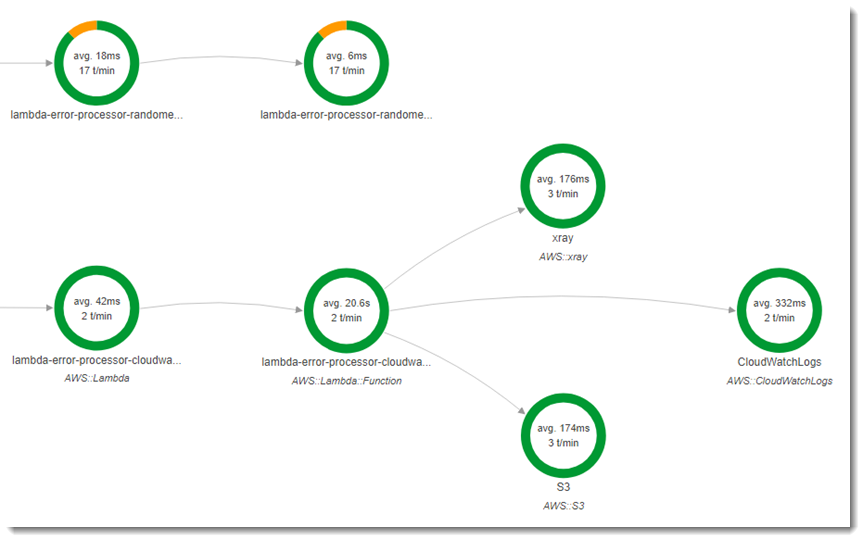 avg. 18ms
17 t/min
lambda-error-processor-randome...
avg. 6ms
17 t/min
lambda-error-processor-randome...
avg. 176ms
3 t/min
xray
AWS::xray
avg. 42ms
2 t/min
lambda-error-processor-cloudwa...
AWS::Lambda
avg. 20.6s
2 t/min
lambda-error-processor-cloudwa...
AWS::Lambda::Function
avg. 332ms
2 t/min
CloudWatchLogs
AWS::CloudWatchLogs
avg. 174ms
3 t/min
S3
AWS::S3